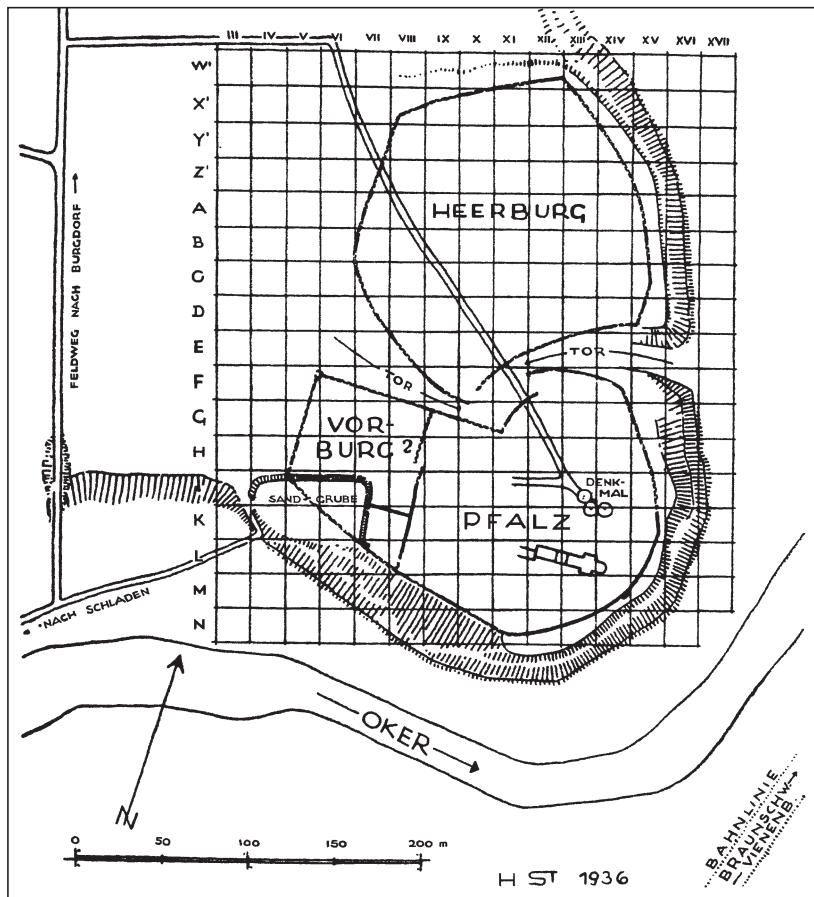 III IV V VI VII VIII IX X XI XII XIII XIV XV XVI XVII
W'
X'
Y'
Z'
A
B
C
D
E
F
G
H
K
L
M
N
HEERBURG
FELDWEG NACH BURGDORF
TOR
TOR
VOR-
BURG?
SAND-GRUBE
DENK-
MAL
PFALZ
NACH SCHLADEN
OKER
N
0 50 100 200 m
H ST 1936
BAHNLINIE
BRAUNSCHW.
VIENENB.